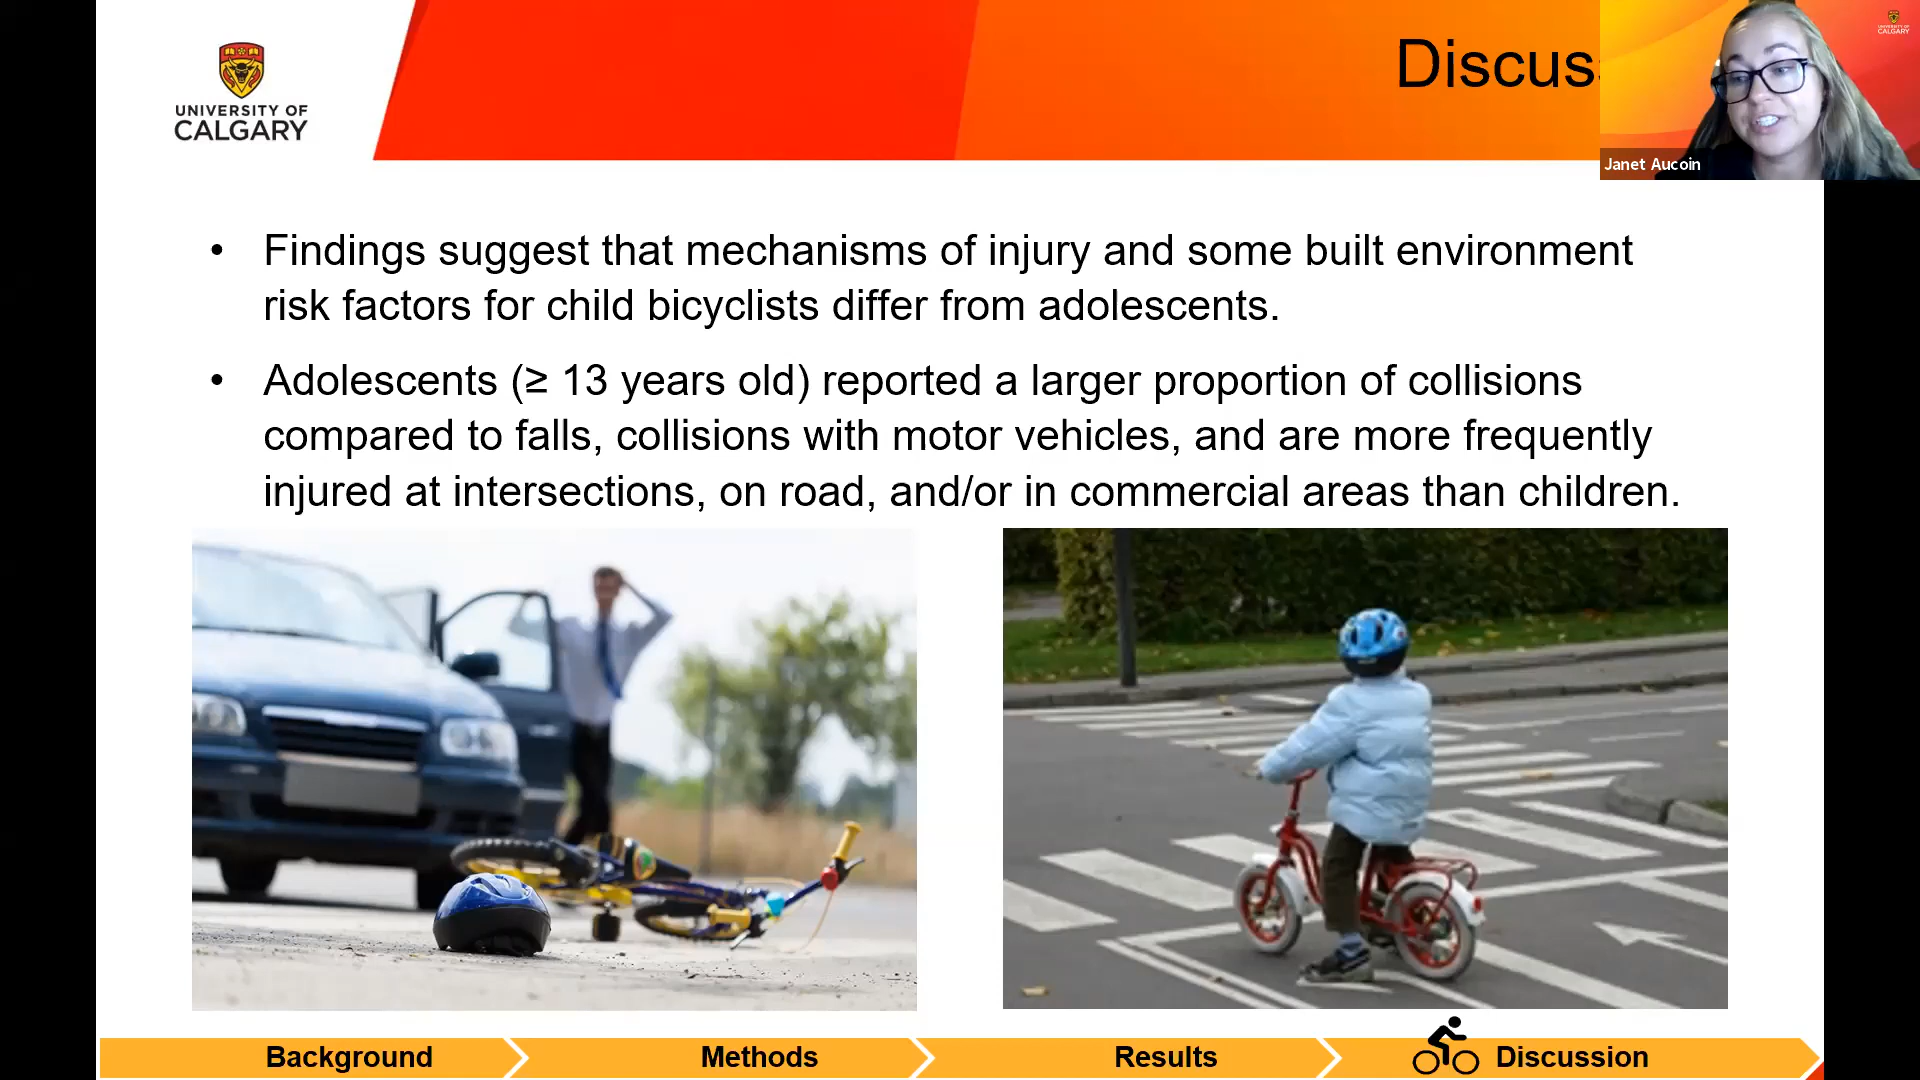 UNIVERSITY OF
CALGARY
Discus
UNIVERSITY OF
CALGARY
Janet Aucoin
• Findings suggest that mechanisms of injury and some built environment
risk factors for child bicyclists differ from adolescents.
• Adolescents (≥ 13 years old) reported a larger proportion of collisions
compared to falls, collisions with motor vehicles, and are more frequently
injured at intersections, on road, and/or in commercial areas than children.
Background
Methods
Results
Discussion